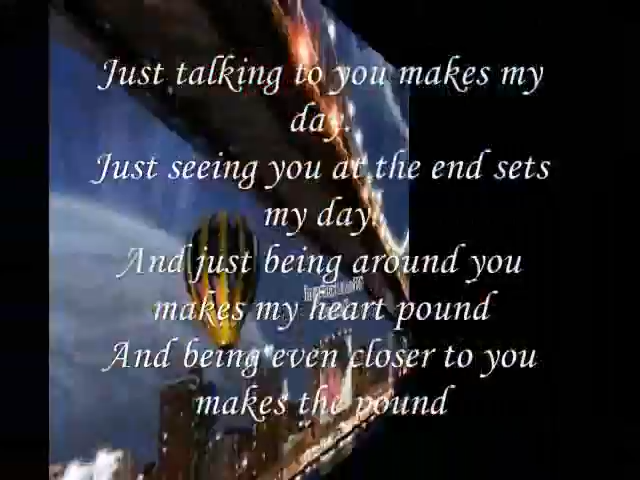 Just talking to you makes my
day.
Just seeing you at the end sets
my day.
And just being around you
makes my heart pound
And being even closer to you
makes the pound